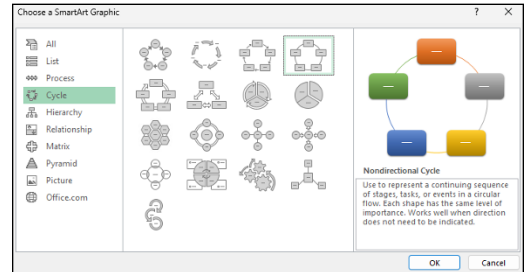 Choose a SmartArt Graphic
?
All
List
Process
Cycle
Hierarchy
Relationship
Matrix
Pyramid
Picture
Office.com
Nondirectional Cycle
Use to represent a continuing sequence
of stages, tasks, or events in a circular
flow. Each shape has the same level of
importance. Works well when direction
does not need to be indicated.
OK
Cancel